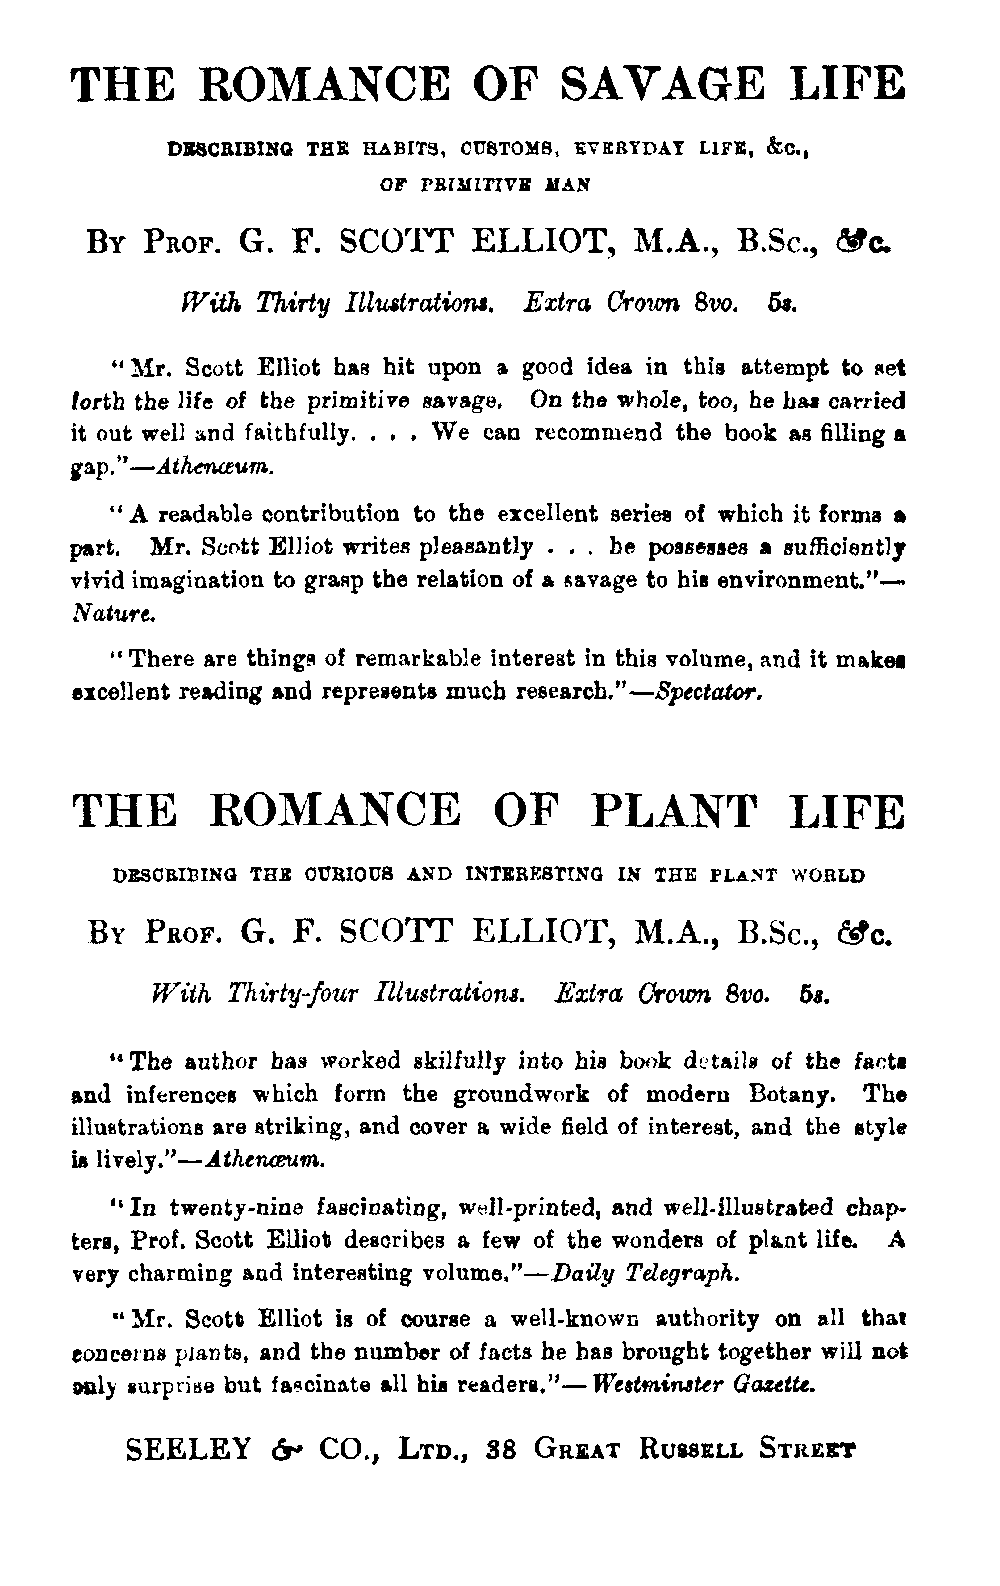 THE ROMANCE OF SAVAGE LIFE
DESCRIBING THE HABITS, CUSTOMS, EVERYDAY LIFE, &c.,
OF PRIMITIVE MAN
BY PROF. G. F. SCOTT ELLIOT, M.A., B.Sc., &c.
With Thirty Illustrations. Extra Crown 8vo. 5s.
"Mr. Scott Elliot has hit upon a good idea in this attempt to set
forth the life of the primitive savage. On the whole, too, he has carried
it out well and faithfully. . . . We can recommend the book as filling a
gap."—Athenæum.
"A readable contribution to the excellent series of which it forms a
part. Mr. Scott Elliot writes pleasantly . . . he possesses a sufficiently
vivid imagination to grasp the relation of a savage to his environment."—
Nature.
"There are things of remarkable interest in this volume, and it makes
excellent reading and represents much research."—Spectator.
THE ROMANCE OF PLANT LIFE
DESCRIBING THE CURIOUS AND INTERESTING IN THE PLANT WORLD
BY PROF. G. F. SCOTT ELLIOT, M.A., B.Sc., &c.
With Thirty-four Illustrations. Extra Crown 8vo. 5s.
"The author has worked skilfully into his book details of the facts
and inferences which form the groundwork of modern Botany. The
illustrations are striking, and cover a wide field of interest, and the style
is lively."—Athenæum.
"In twenty-nine fascinating, well-printed, and well-illustrated chap-
ters, Prof. Scott Elliot describes a few of the wonders of plant life. A
very charming and interesting volume."—Daily Telegraph.
"Mr. Scott Elliot is of course a well-known authority on all that
concerns plants, and the number of facts he has brought together will not
only surprise but fascinate all his readers."—Westminster Gazette.
SEELEY & CO., LTD., 38 GREAT RUSSELL STREET